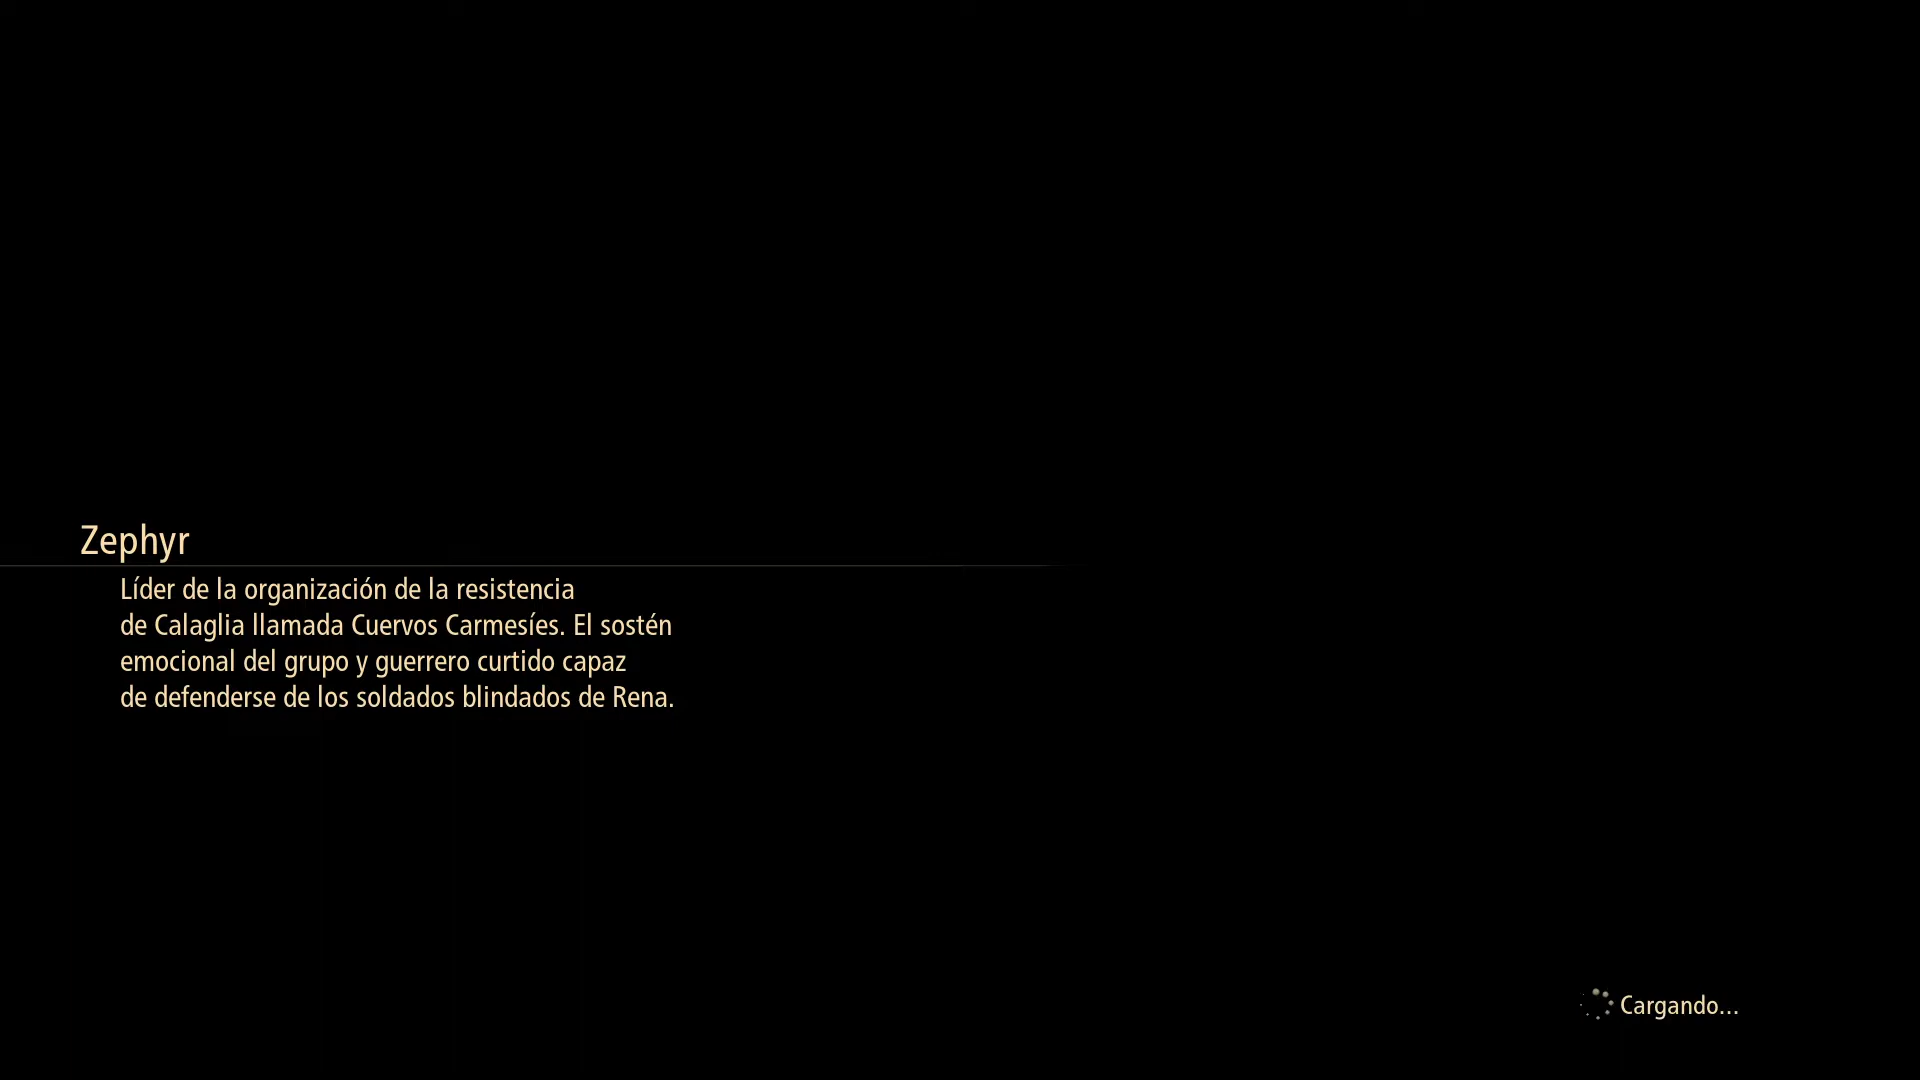 Zephyr
Líder de la organización de la resistencia
de Calaglia llamada Cuervos Carmesíes. El sostén
emocional del grupo y guerrero curtido capaz
de defenderse de los soldados blindados de Rena.
Cargando...